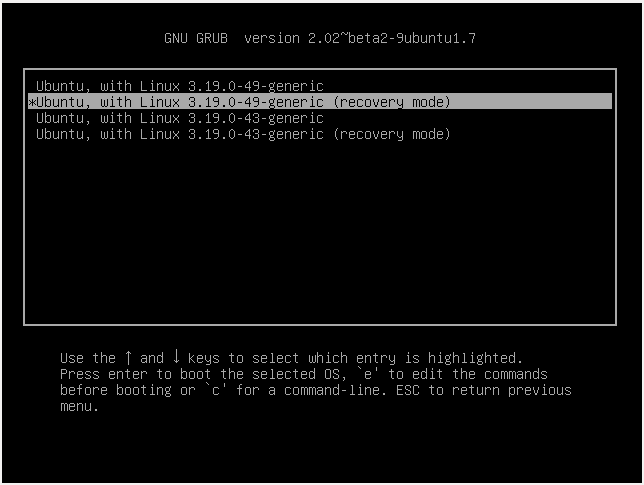 GNU GRUB  version 2.02~beta2-9ubuntu1.7
Ubuntu, with Linux 3.19.0-49-generic
*Ubuntu, with Linux 3.19.0-49-generic (recovery mode)
Ubuntu, with Linux 3.19.0-43-generic
Ubuntu, with Linux 3.19.0-43-generic (recovery mode)
Use the ↑ and ↓ keys to select which entry is highlighted.
Press enter to boot the selected OS, `e' to edit the commands
before booting or `c' for a command-line. ESC to return previous
menu.